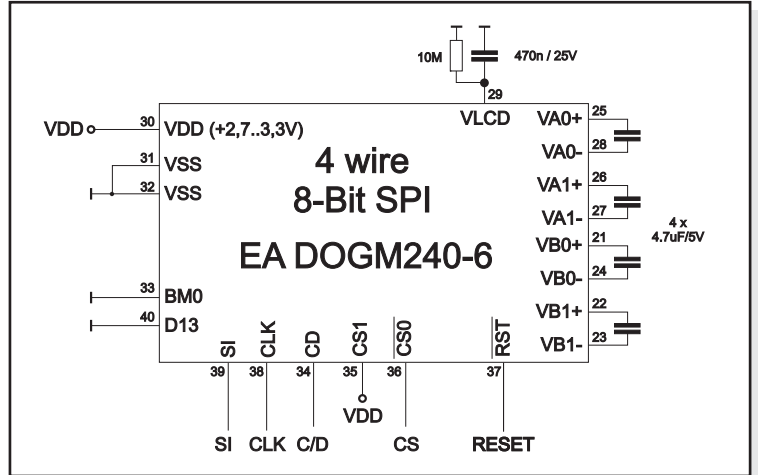 10M
470n / 25V
29
VLCD
VDD
30
VDD (+2,7..3,3V)
31
VSS
32
VSS
4 wire
8-Bit SPI
EA DOGM240-6
VA0+
25
VA0-
28
VA1+
26
VA1-
27
4 x
4.7uF/5V
VB0+
21
VB0-
24
VB1+
22
VB1-
23
33
BM0
40
D13
SI
CLK
CD
CS1
CS0
RST
39
38
34
35
36
37
VDD
SI
CLK
C/D
CS
RESET